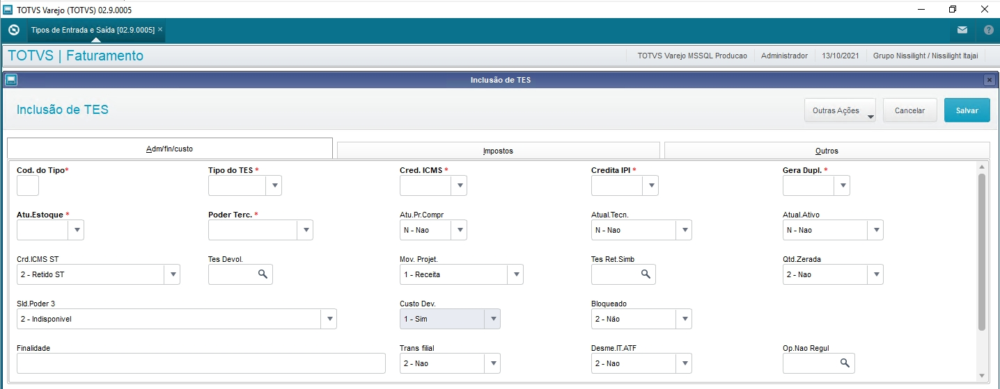 TOTVS Varejo (TOTVS) 02.9.0005
Tipos de Entrada e Saída [02.9.0005] ×
TOTVS | Faturamento TOTVS Varejo MSSQL Producao Administrador 13/10/2021 Grupo Nissilight / Nissilight Itajai
Inclusão de TES
Inclusão de TES Outras Ações Cancelar Salvar
Adm/fin/custo Impostos Outros
Cod. do Tipo* Tipo do TES * Cred. ICMS * Credita IPI * Gera Dupl. *
Atu.Estoque * Poder Terc. * Atu.Pr.Compr Atual.Tecn. Atual.Ativo
N - Nao N - Nao N - Nao
Crd.ICMS ST Tes Devol. Mov. Projet. Tes Ret.Simb Qtd.Zerada
2 - Retido ST 1 - Receita 2 - Nao
Sld.Poder 3 Custo Dev. Bloqueado
2 - Indisponivel 1 - Sim 2 - Não
Finalidade Trans filial Desme.IT.ATF Op.Nao Regul
2 - Nao 2 - Nao